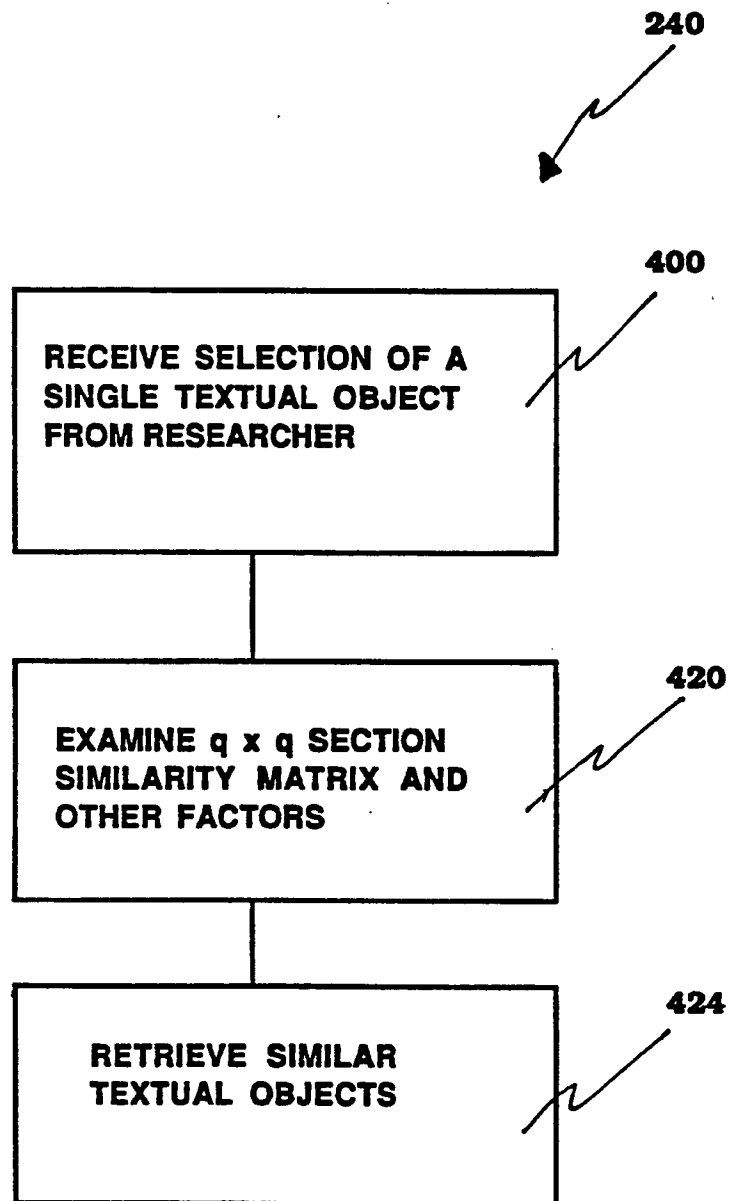 240
400
RECEIVE SELECTION OF A
SINGLE TEXTUAL OBJECT
FROM RESEARCHER
420
EXAMINE q x q SECTION
SIMILARITY MATRIX AND
OTHER FACTORS
424
RETRIEVE SIMILAR
TEXTUAL OBJECTS